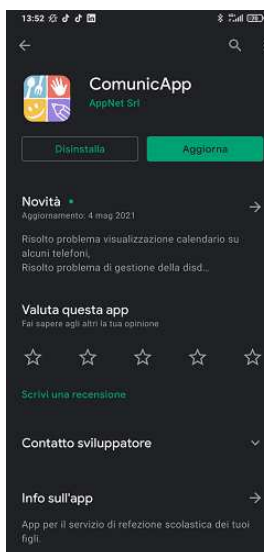 13:52
ComunicApp
AppNet Srl
Disinstalla
Aggiorna
Novità
Aggiornamento: 4 mag 2021
Risolto problema visualizzazione calendario su
alcuni telefoni,
Risolto problema di gestione della disd...
Valuta questa app
Fai sapere agli altri la tua opinione
Scrivi una recensione
Contatto sviluppatore
Info sull'app
App per il servizio di refezione scolastica dei tuoi
figli.